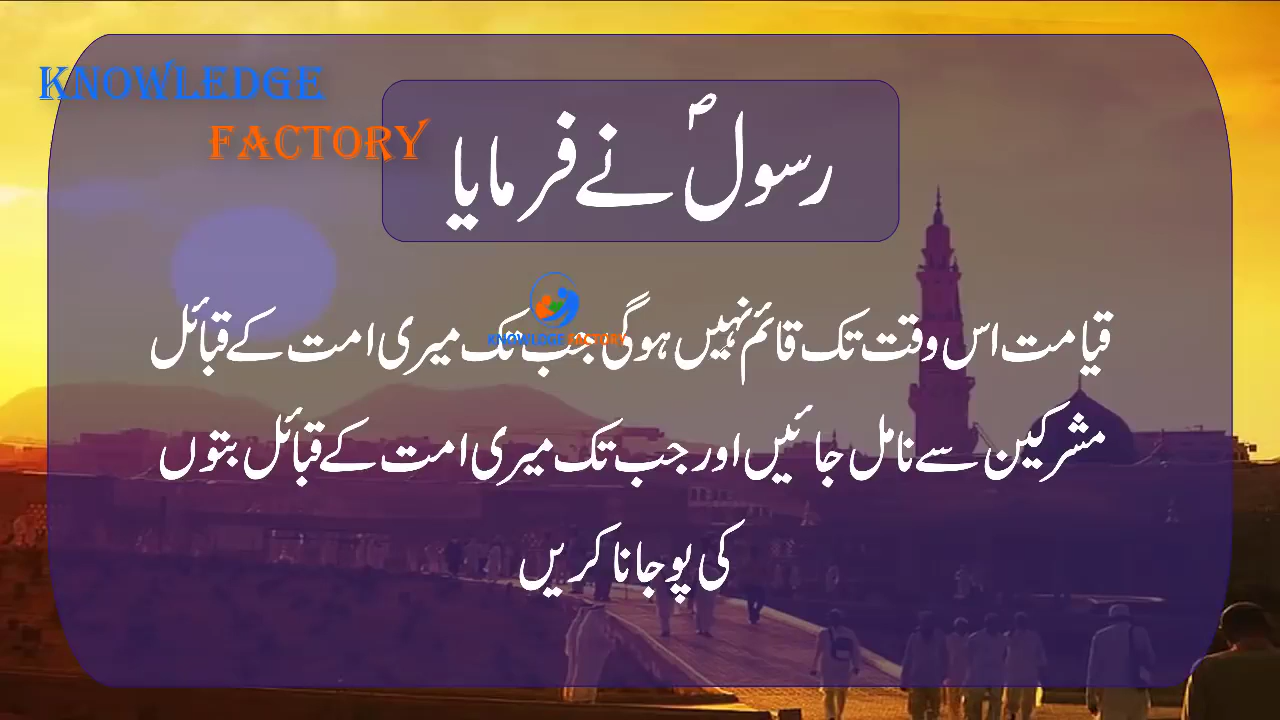 KNOWLEDGE
FACTORY
رسولؐ نے فرمایا
قیامت اس وقت تک قائم نہیں ہوگی جب تک میری امت کے قبائل
KNOWLDGE FACTORY
مشرکین سے نا مل جائیں اور جب تک میری امت کے قبائل بتوں
کی پوجا نا کریں